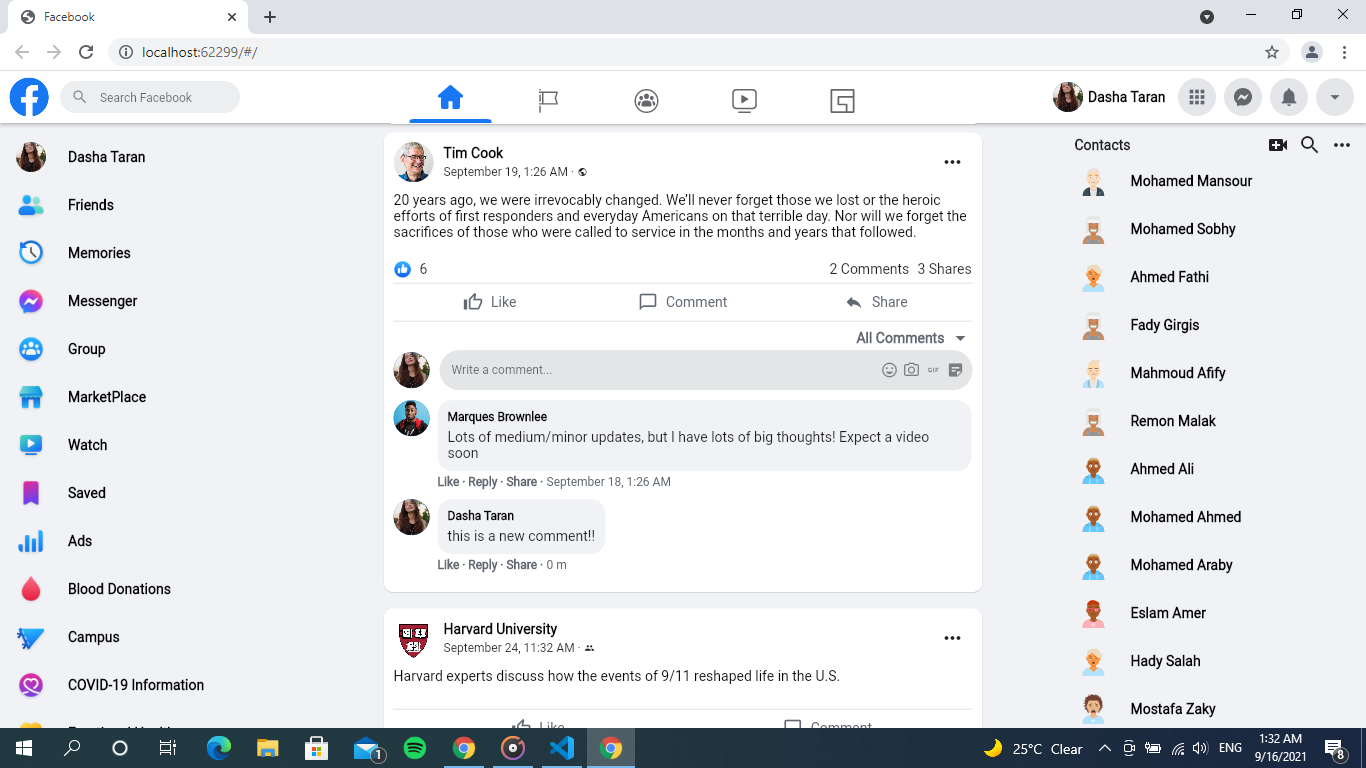 Facebook
localhost:62299/#/
Search Facebook
Dasha Taran
Dasha Taran
Friends
Memories
Messenger
Group
MarketPlace
Watch
Saved
Ads
Blood Donations
Campus
COVID-19 Information
Tim Cook
September 19, 1:26 AM ·
20 years ago, we were irrevocably changed. We'll never forget those we lost or the heroic
efforts of first responders and everyday Americans on that terrible day. Nor will we forget the
sacrifices of those who were called to service in the months and years that followed.
6
2 Comments 3 Shares
Like Comment Share
All Comments
Write a comment...
GIF
Marques Brownlee
Lots of medium/minor updates, but I have lots of big thoughts! Expect a video
soon
Like · Reply · Share · September 18, 1:26 AM
Dasha Taran
this is a new comment!!
Like · Reply · Share · 0 m
Harvard University
September 24, 11:32 AM ·
Harvard experts discuss how the events of 9/11 reshaped life in the U.S.
Like Comment
Contacts
Mohamed Mansour
Mohamed Sobhy
Ahmed Fathi
Fady Girgis
Mahmoud Afify
Remon Malak
Ahmed Ali
Mohamed Ahmed
Mohamed Araby
Eslam Amer
Hady Salah
Mostafa Zaky
1
25°C Clear
ENG
1:32 AM
9/16/2021
8